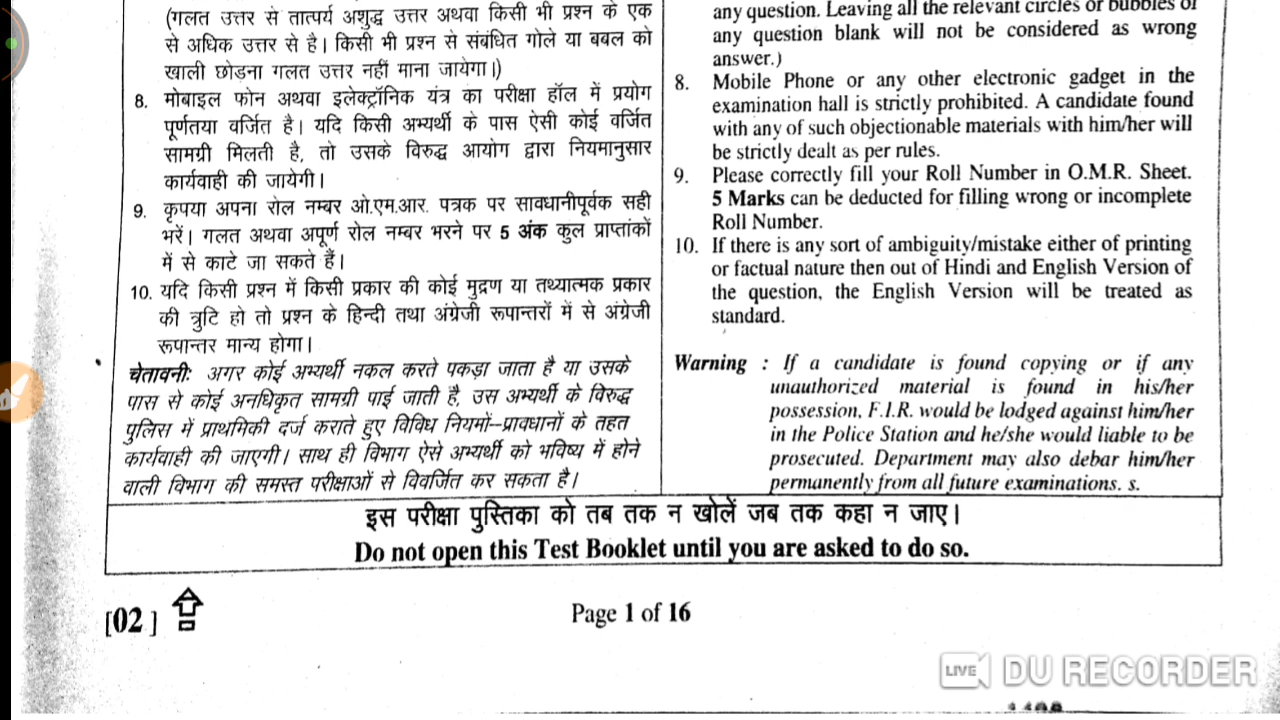 (गलत उत्तर से तात्पर्य अशुद्ध उत्तर अथवा किसी भी प्रश्न के एक
से अधिक उत्तर से है। किसी भी प्रश्न से संबंधित गोले या बबल को
खाली छोड़ना गलत उत्तर नहीं माना जायेगा।)
8. मोबाइल फोन अथवा इलेक्ट्रॉनिक यंत्र का परीक्षा हॉल में प्रयोग
पूर्णतया वर्जित है। यदि किसी अभ्यर्थी के पास ऐसी कोई वर्जित
सामग्री मिलती है, तो उसके विरुद्ध आयोग द्वारा नियमानुसार
कार्यवाही की जायेगी।
9. कृपया अपना रोल नम्बर ओ.एम.आर. पत्रक पर सावधानीपूर्वक सही
भरें। गलत अथवा अपूर्ण रोल नम्बर भरने पर 5 अंक कुल प्राप्तांकों
में से काटे जा सकते हैं।
10. यदि किसी प्रश्न में किसी प्रकार की कोई मुद्रण या तथ्यात्मक प्रकार
की त्रुटि हो तो प्रश्न के हिन्दी तथा अंग्रेजी रूपान्तरों में से अंग्रेजी
रूपान्तर मान्य होगा।
चेतावनी: अगर कोई अभ्यर्थी नकल करते पकड़ा जाता है या उसके
पास से कोई अनधिकृत सामग्री पाई जाती है, उस अभ्यर्थी के विरुद्ध
पुलिस में प्राथमिकी दर्ज कराते हुए विविध नियमों-प्रावधानों के तहत
कार्यवाही की जाएगी। साथ ही विभाग ऐसे अभ्यर्थी को भविष्य में होने
वाली विभाग की समस्त परीक्षाओं से विवर्जित कर सकता है।
any question. Leaving all the relevant circles or bubbles of
any question blank will not be considered as wrong
answer.)
8. Mobile Phone or any other electronic gadget in the
examination hall is strictly prohibited. A candidate found
with any of such objectionable materials with him/her will
be strictly dealt as per rules.
9. Please correctly fill your Roll Number in O.M.R. Sheet.
5 Marks can be deducted for filling wrong or incomplete
Roll Number.
10. If there is any sort of ambiguity/mistake either of printing
or factual nature then out of Hindi and English Version of
the question, the English Version will be treated as
standard.
Warning : If a candidate is found copying or if any
unauthorized material is found in his/her
possession, F.I.R. would be lodged against him/her
in the Police Station and he/she would liable to be
prosecuted. Department may also debar him/her
permanently from all future examinations. s.
इस परीक्षा पुस्तिका को तब तक न खोलें जब तक कहा न जाए।
Do not open this Test Booklet until you are asked to do so.
[02]
Page 1 of 16
LIVE DU RECORDER